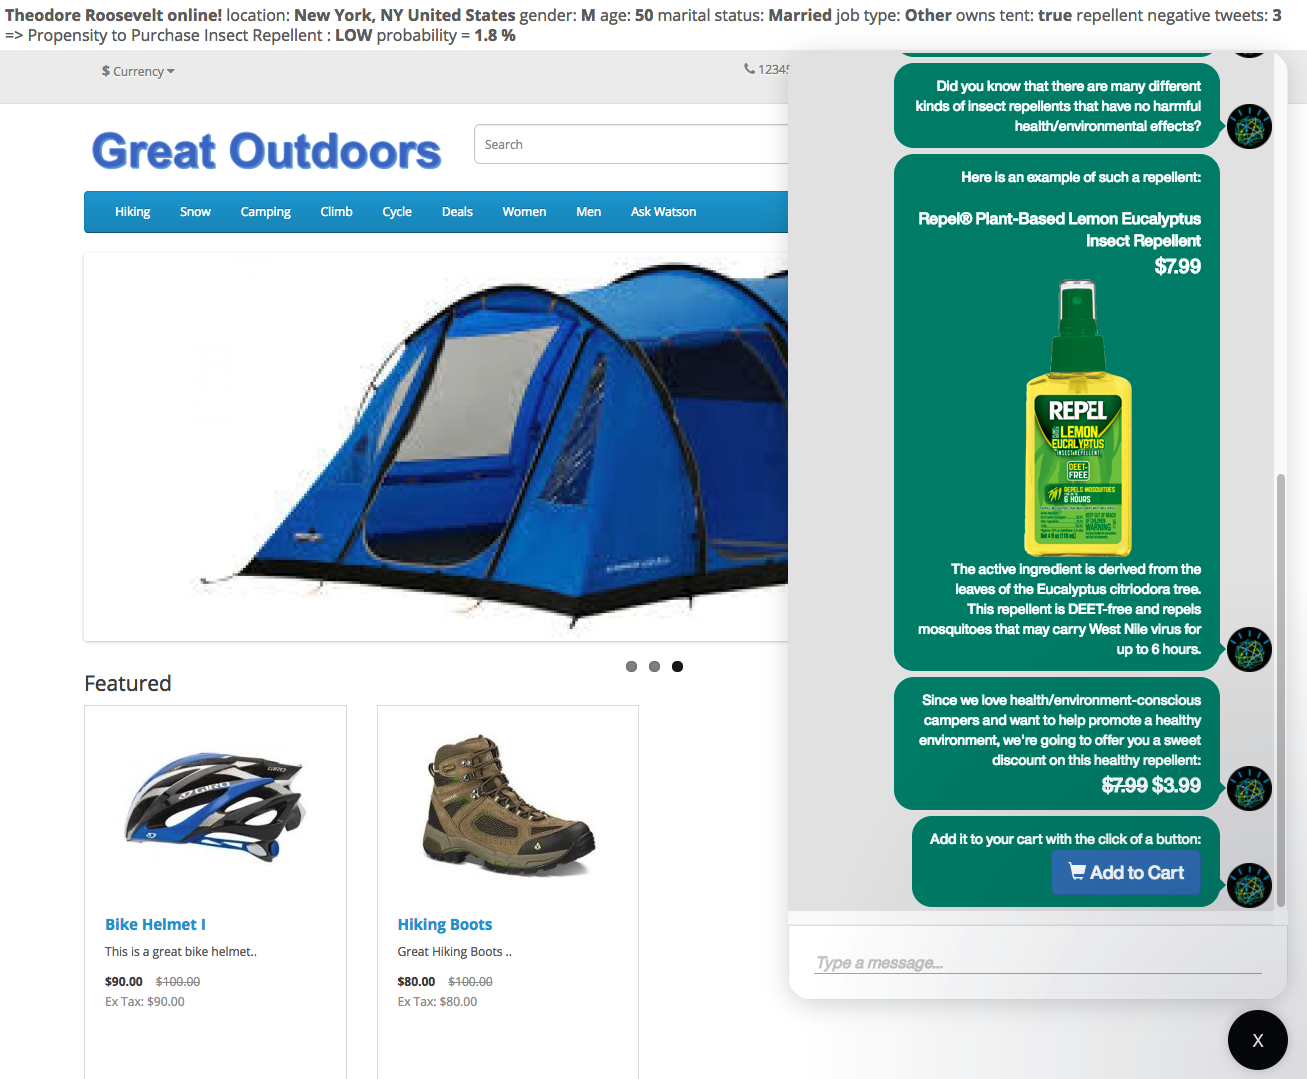 Theodore Roosevelt online! location: New York, NY United States gender: M age: 50 marital status: Married job type: Other owns tent: true repellent negative tweets: 3
=> Propensity to Purchase Insect Repellent : LOW probability = 1.8 %
$ Currency
12345
Great Outdoors
Search
Hiking Snow Camping Climb Cycle Deals Women Men Ask Watson
Featured
GIRO
Bike Helmet I
This is a great bike helmet..
$90.00 $100.00
Ex Tax: $90.00
Hiking Boots
Great Hiking Boots ..
$80.00 $100.00
Ex Tax: $80.00
Did you know that there are many different
kinds of insect repellents that have no harmful
health/environmental effects?
Here is an example of such a repellent:
Repel® Plant-Based Lemon Eucalyptus
Insect Repellent
$7.99
REPEL
LEMON
EUCALYPTUS
INSECT REPELLENT
DEET-
FREE
REPELS MOSQUITOES
6 HOURS
KEEP OUT OF REACH
OF CHILDREN
WARNING
The active ingredient is derived from the
leaves of the Eucalyptus citriodora tree.
This repellent is DEET-free and repels
mosquitoes that may carry West Nile virus for
up to 6 hours.
Since we love health/environment-conscious
campers and want to help promote a healthy
environment, we're going to offer you a sweet
discount on this healthy repellent:
$7.99 $3.99
Add it to your cart with the click of a button:
Add to Cart
Type a message...
X